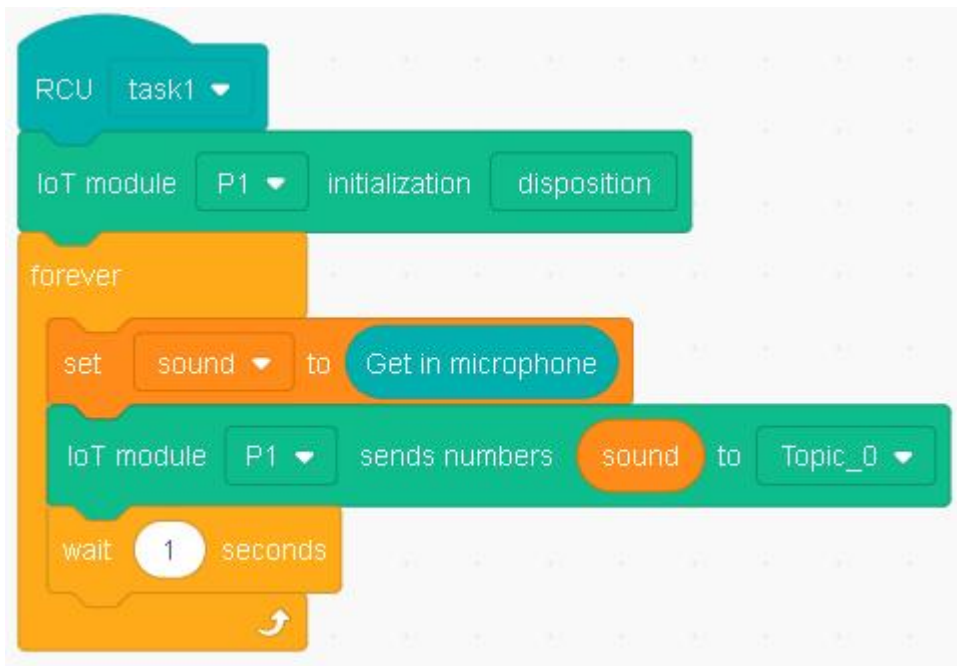 RCU task1
IoT module P1 initialization disposition
forever
set sound to Get in microphone
IoT module P1 sends numbers sound to Topic_0
wait 1 seconds